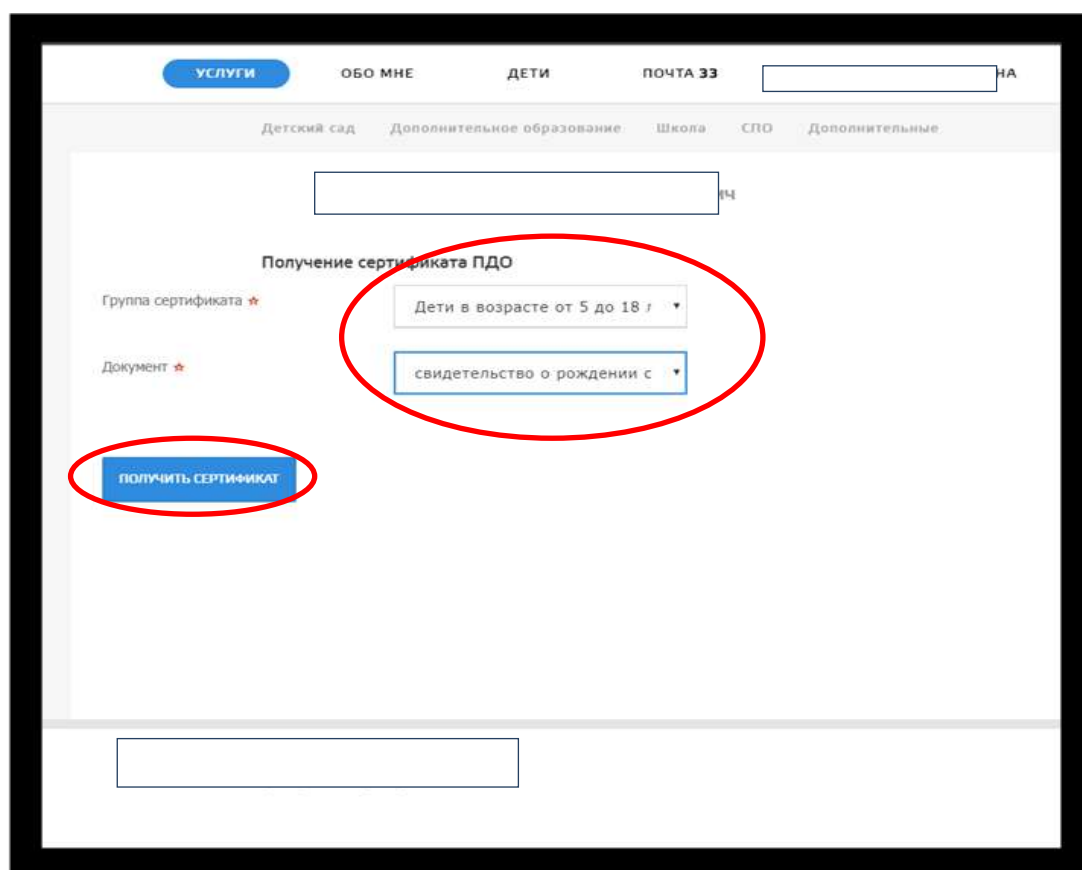 УСЛУГИ ОБО МНЕ ДЕТИ ПОЧТА 33 НА
Детский сад Дополнительное образование Школа СПО Дополнительные
ИЧ
Получение сертификата ПДО
Группа сертификата ☆ Дети в возрасте от 5 до 18 л
Документ ☆ свидетельство о рождении с
ПОЛУЧИТЬ СЕРТИФИКАТ